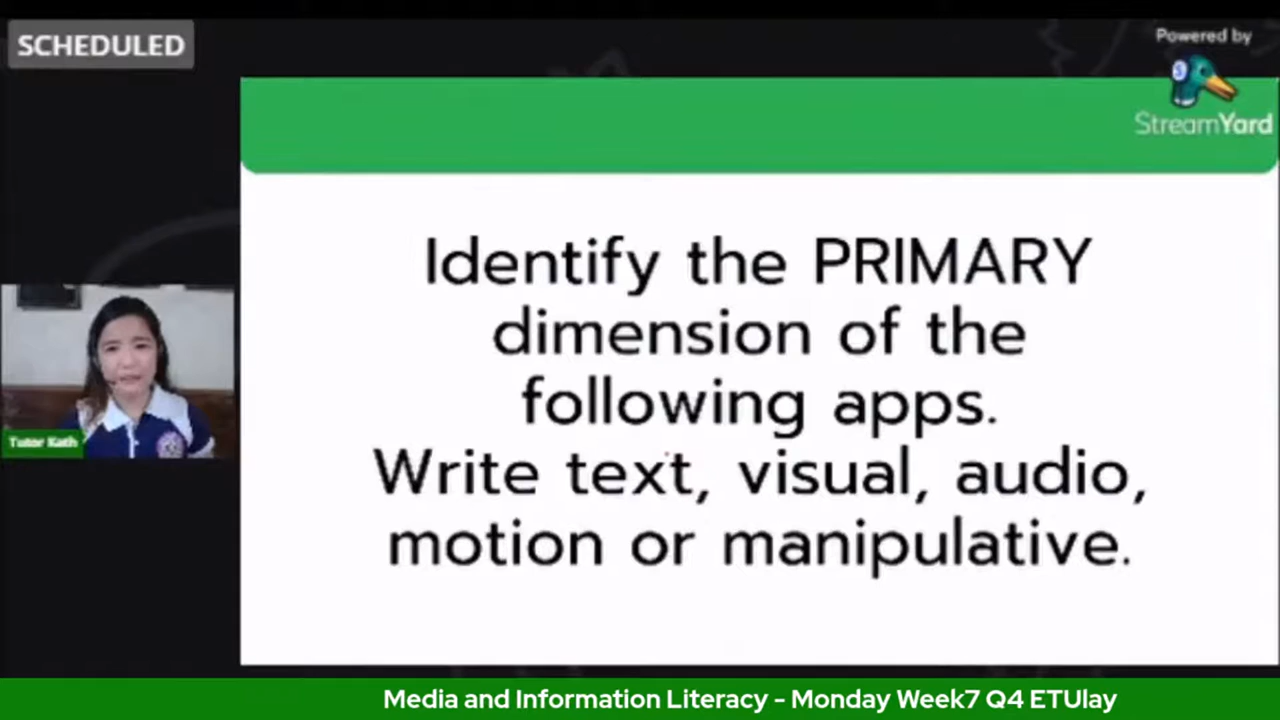 SCHEDULED
Powered by
StreamYard
Identify the PRIMARY
dimension of the
following apps.
Write text, visual, audio,
motion or manipulative.
Tutor Kath
Media and Information Literacy - Monday Week7 Q4 ETUlay